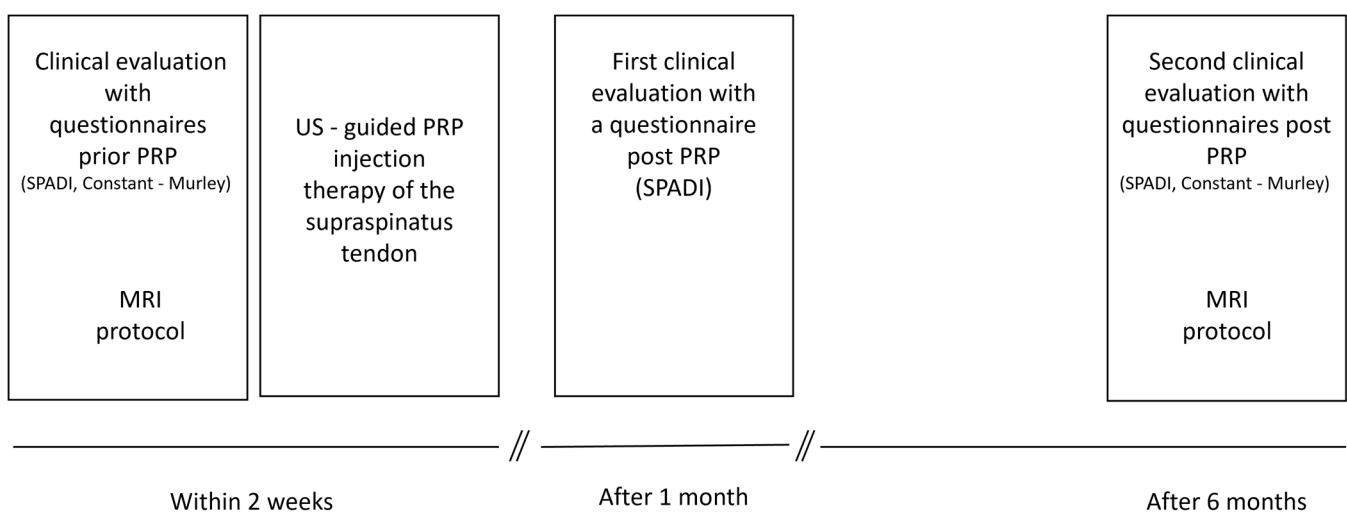 Clinical evaluation
with
questionnaires
prior PRP
(SPADI, Constant - Murley)
MRI
protocol
US - guided PRP
injection
therapy of the
supraspinatus
tendon
First clinical
evaluation with
a questionnaire
post PRP
(SPADI)
Second clinical
evaluation with
questionnaires post
PRP
(SPADI, Constant - Murley)
MRI
protocol
Within 2 weeks
After 1 month
After 6 months